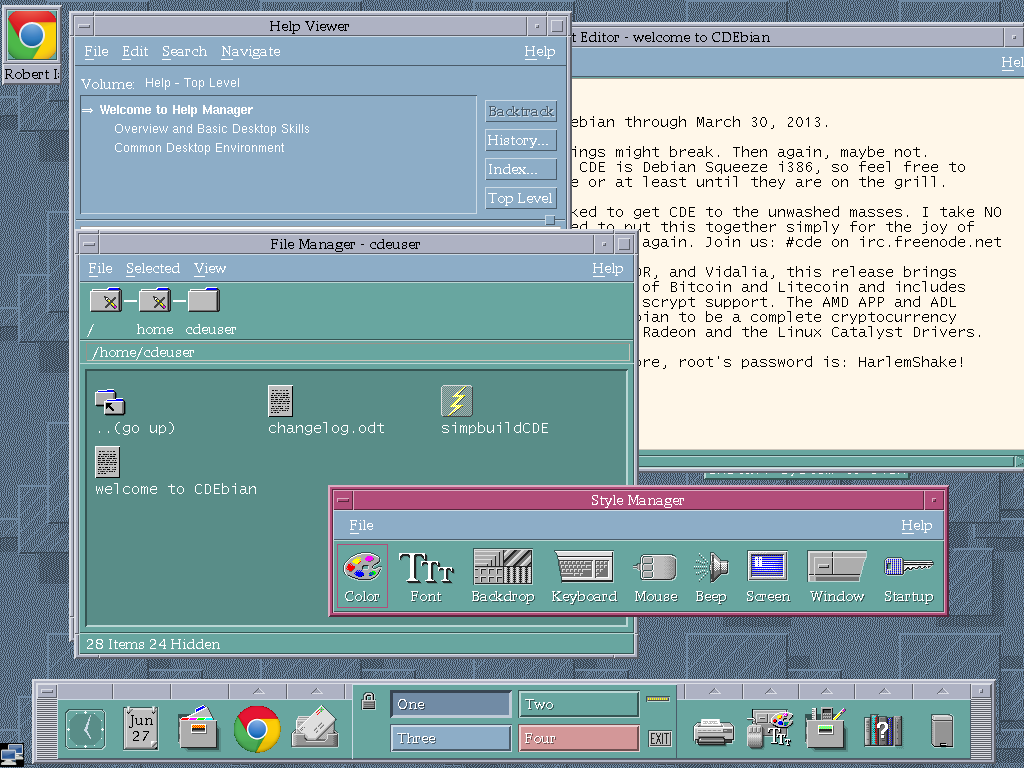 Help Viewer
File Edit Search Navigate Help
Volume: Help - Top Level
⇒ Welcome to Help Manager
Overview and Basic Desktop Skills
Common Desktop Environment
Backtrack
History...
Index...
Top Level
Robert
t Editor - welcome to CDEbian
Hel
ebian through March 30, 2013.
ings might break. Then again, maybe not.
CDE is Debian Squeeze i386, so feel free to
e or at least until they are on the grill.
ked to get CDE to the unwashed masses. I take NO
ed to put this together simply for the joy of
again. Join us: #cde on irc.freenode.net
OR, and Vidalia, this release brings
of Bitcoin and Litecoin and includes
scrypt support. The AMD APP and ADL
bian to be a complete cryptocurrency
Radeon and the Linux Catalyst Drivers.
ore, root's password is: HarlemShake!
File Manager - cdeuser
File Selected View Help
/ home cdeuser
/home/cdeuser
..(go up)
changelog.odt
simpbuildCDE
welcome to CDEbian
28 Items 24 Hidden
Style Manager
File Help
Color Font Backdrop Keyboard Mouse Beep Screen Window Startup
Jun
27
One
Two
Three
Four
EXIT